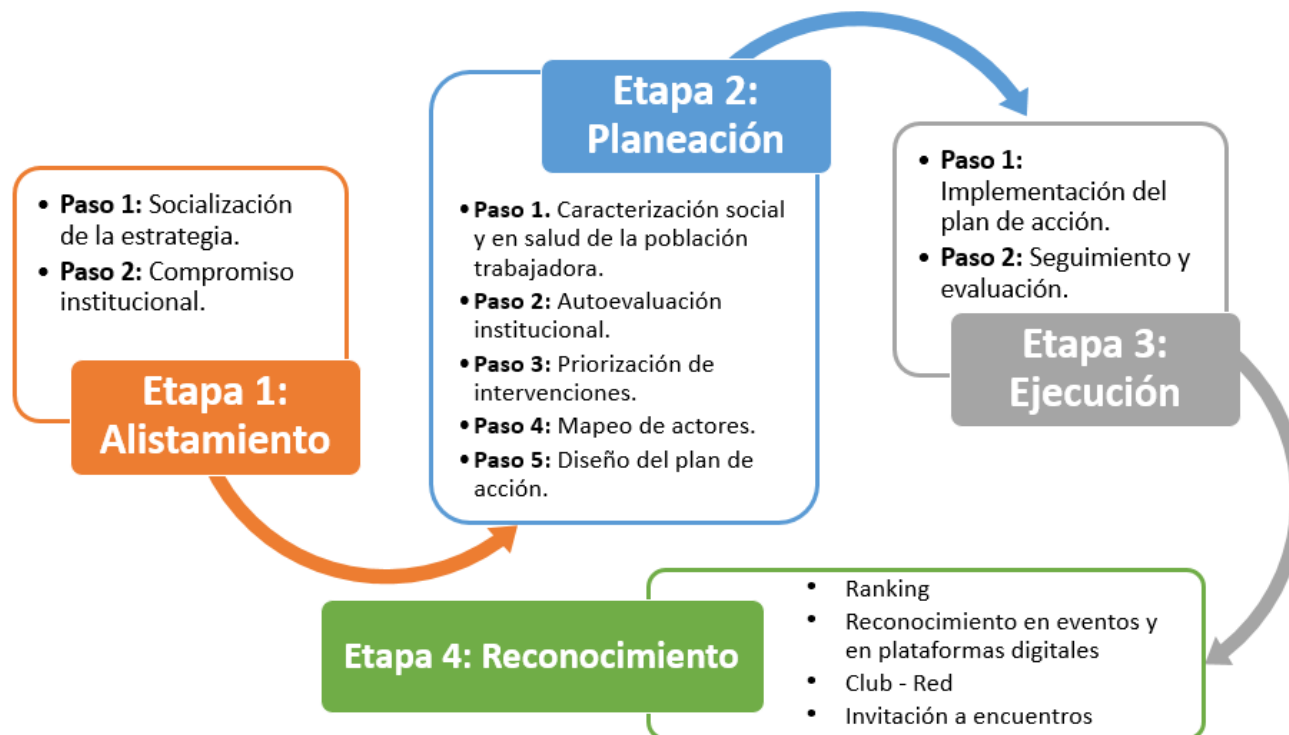 Etapa 1:
Alistamiento
• Paso 1: Socialización
de la estrategia.
• Paso 2: Compromiso
institucional.
Etapa 2:
Planeación
• Paso 1. Caracterización social
y en salud de la población
trabajadora.
• Paso 2: Autoevaluación
institucional.
• Paso 3: Priorización de
intervenciones.
• Paso 4: Mapeo de actores.
• Paso 5: Diseño del plan de
acción.
• Paso 1:
Implementación del
plan de acción.
• Paso 2: Seguimiento y
evaluación.
Etapa 3:
Ejecución
Etapa 4: Reconocimiento
• Ranking
• Reconocimiento en eventos y
en plataformas digitales
• Club - Red
• Invitación a encuentros